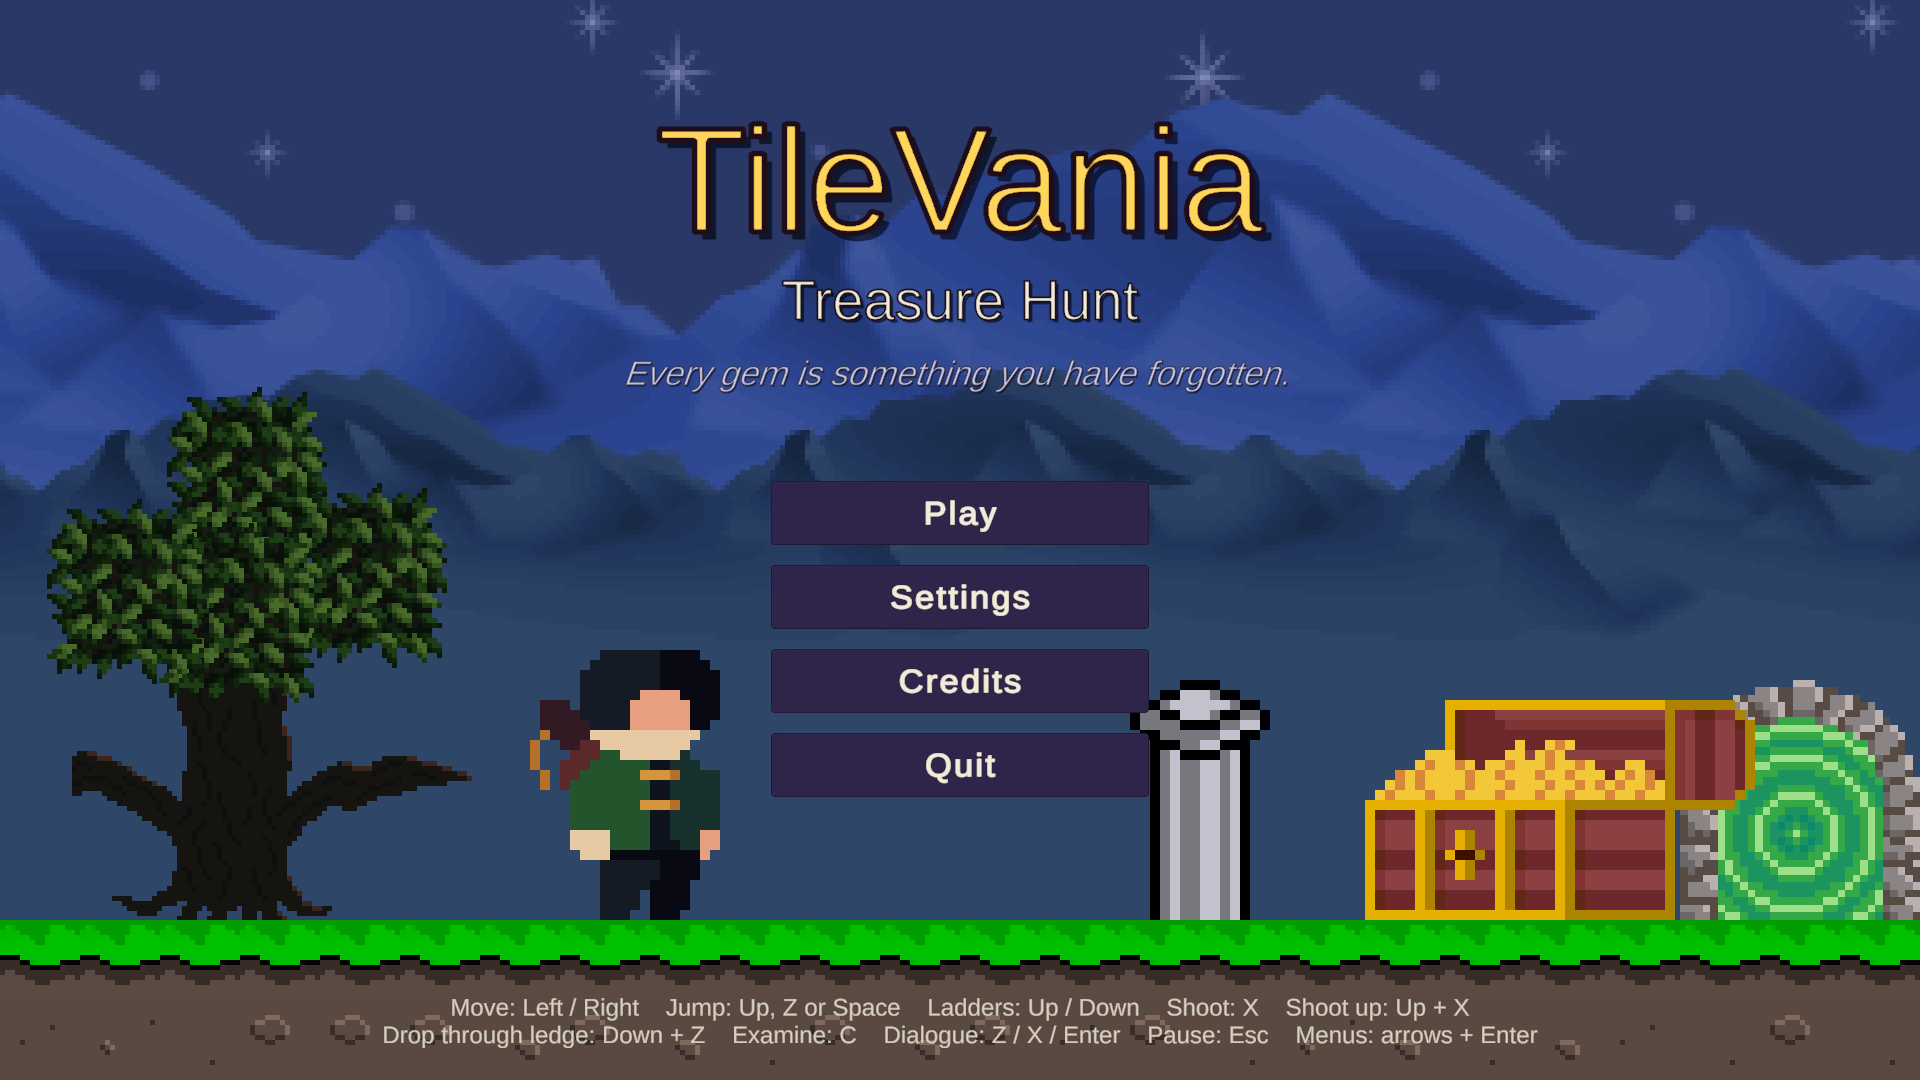 TileVania
Treasure Hunt
Every gem is something you have forgotten.
Play
Settings
Credits
Quit
Move: Left / Right    Jump: Up, Z or Space    Ladders: Up / Down    Shoot: X    Shoot up: Up + X
Drop through ledge: Down + Z    Examine: C    Dialogue: Z / X / Enter    Pause: Esc    Menus: arrows + Enter